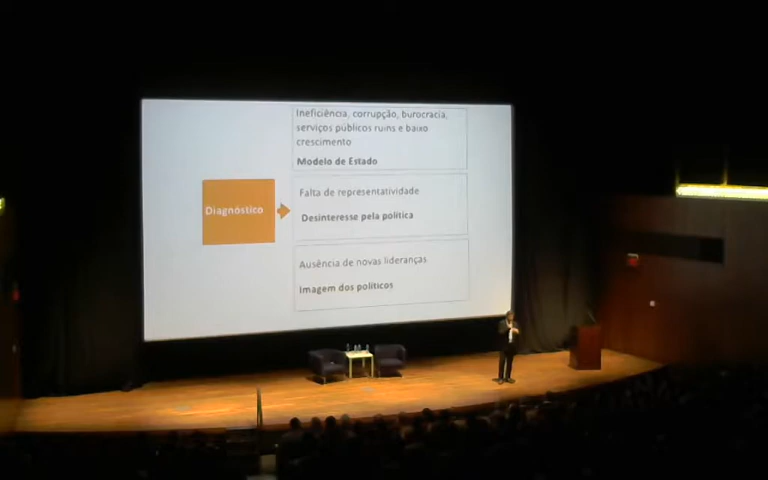 Ineficiência, corrupção, burocracia,
serviços públicos ruins e baixo
crescimento
Modelo de Estado
Diagnóstico
Falta de representatividade
Desinteresse pela política
Ausência de novas lideranças
Imagem dos políticos